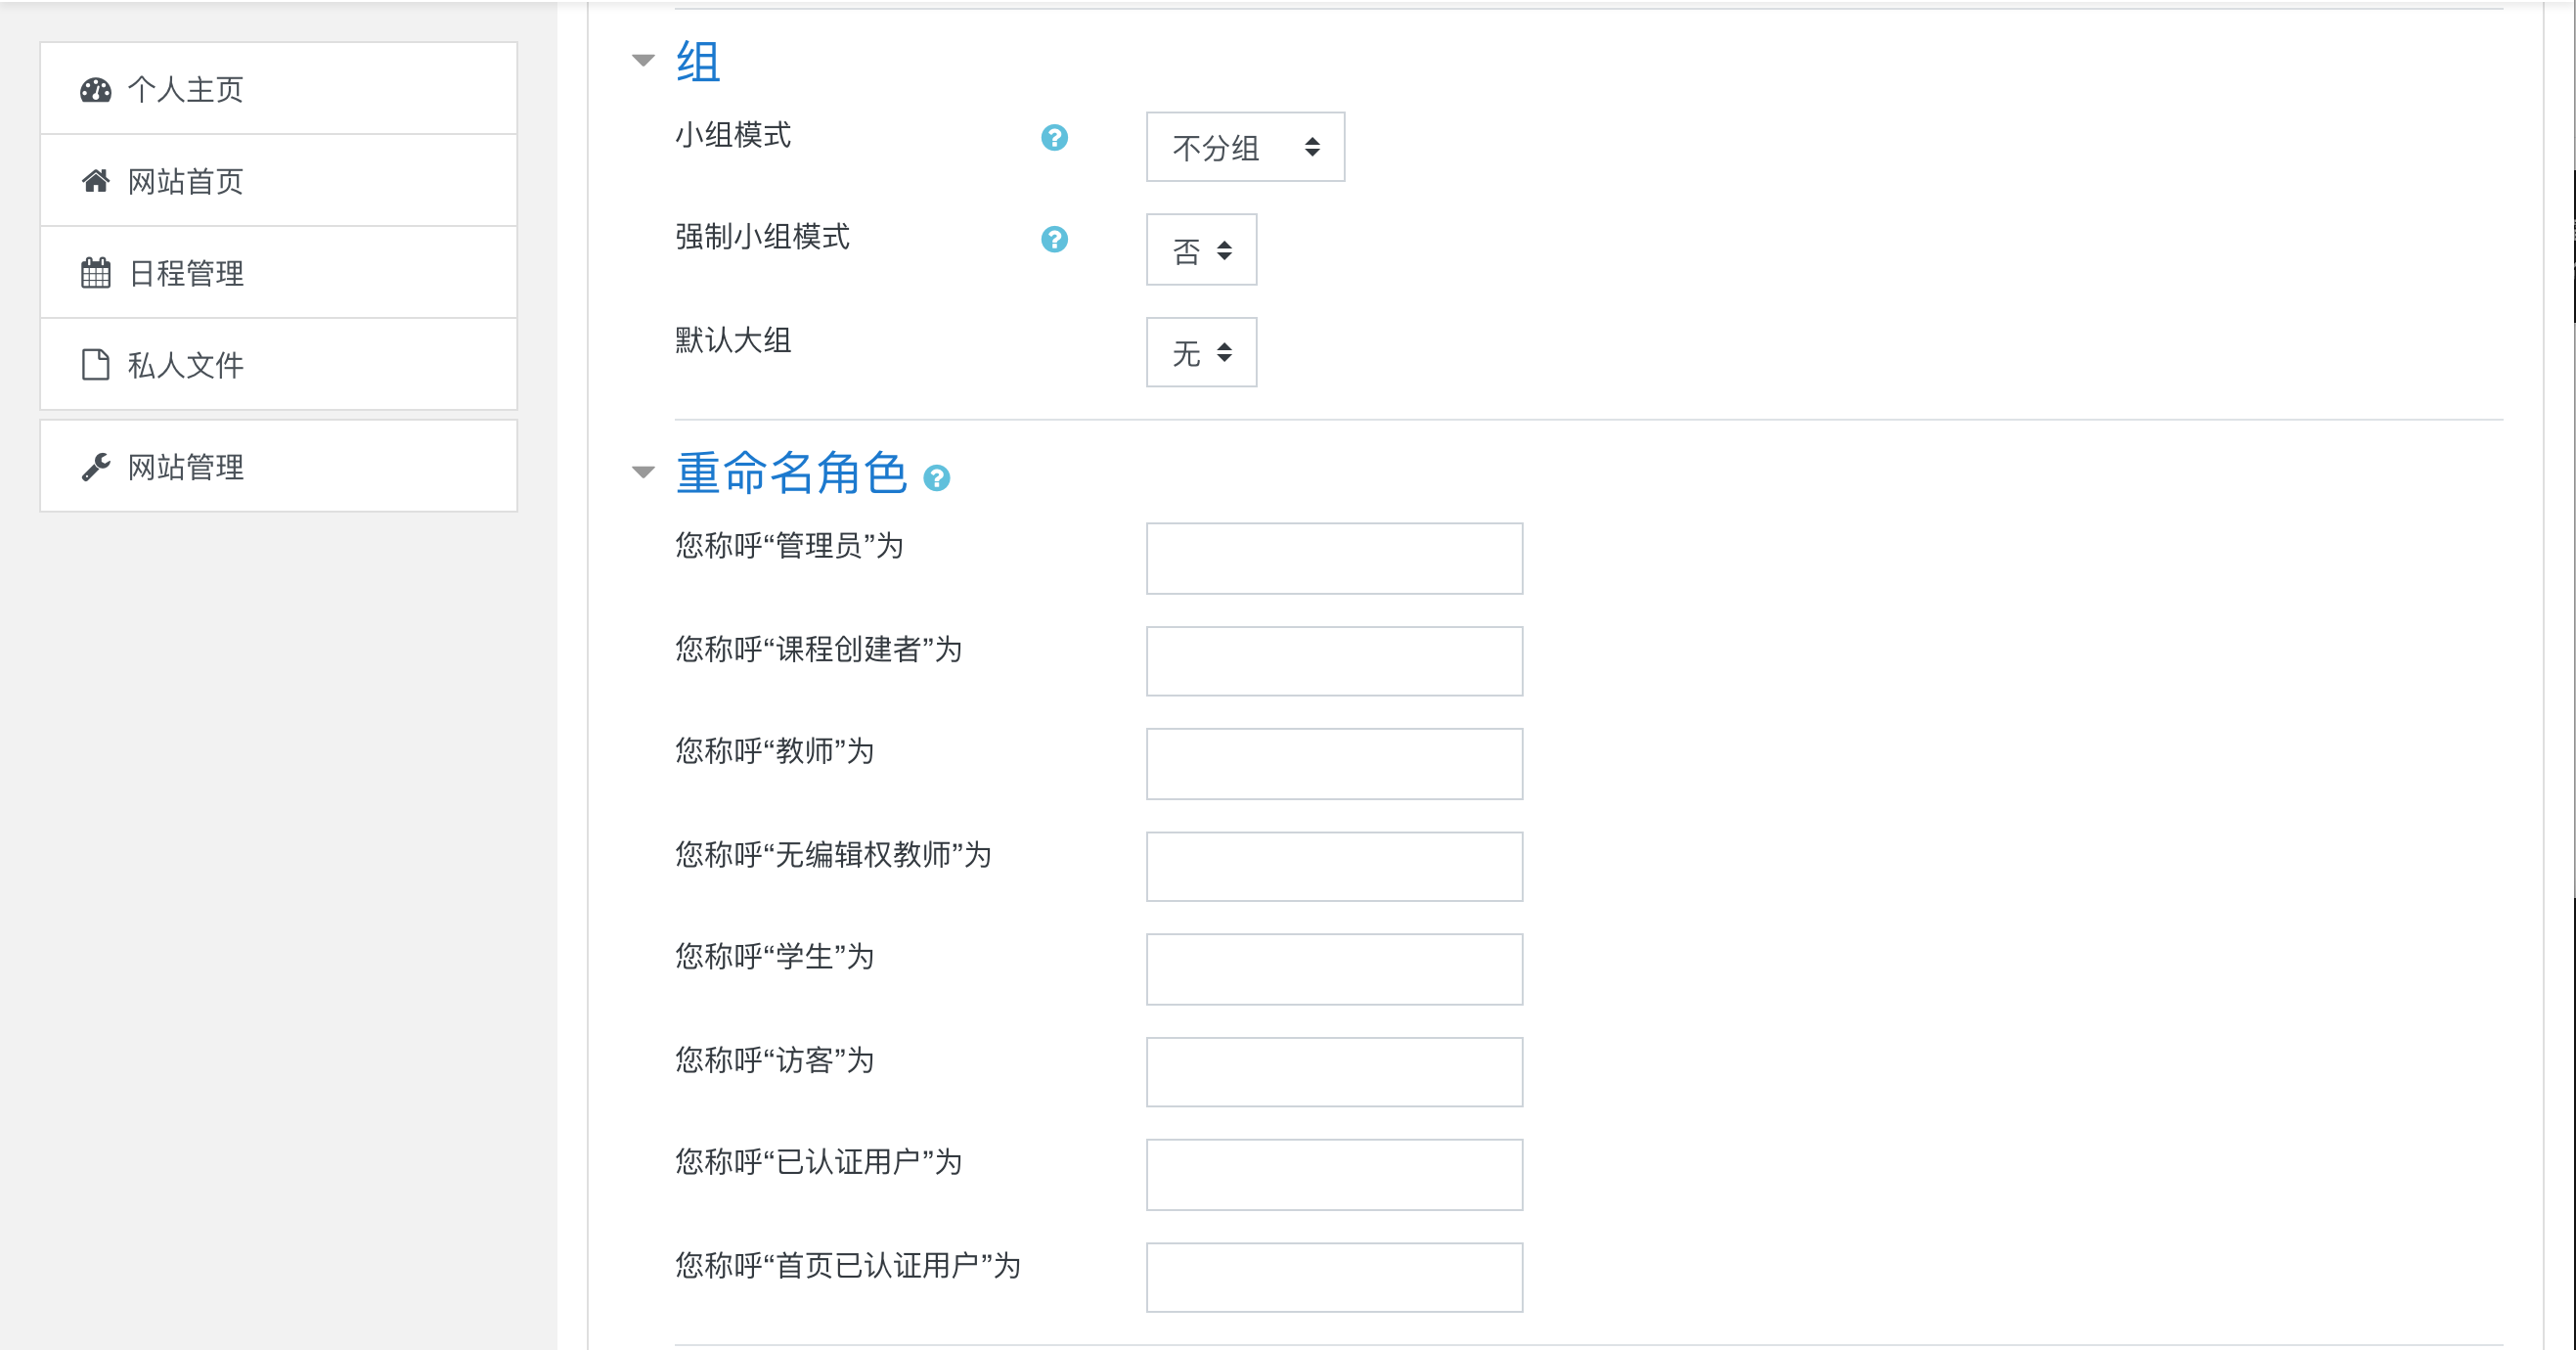 个人主页
网站首页
日程管理
私人文件
网站管理
组
小组模式
不分组
强制小组模式
否
默认大组
无
重命名角色
您称呼“管理员”为
您称呼“课程创建者”为
您称呼“教师”为
您称呼“无编辑权教师”为
您称呼“学生”为
您称呼“访客”为
您称呼“已认证用户”为
您称呼“首页已认证用户”为